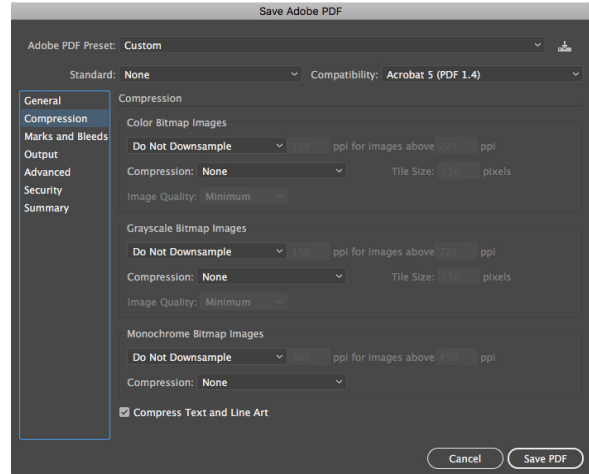 Save Adobe PDF
Adobe PDF Preset: Custom
Standard: None Compatibility: Acrobat 5 (PDF 1.4)
General
Compression
Marks and Bleeds
Output
Advanced
Security
Summary
Compression
Color Bitmap Images
Do Not Downsample 150 ppi for images above 225 ppi
Compression: None Tile Size: 256 pixels
Image Quality: Minimum
Grayscale Bitmap Images
Do Not Downsample 150 ppi for images above 225 ppi
Compression: None Tile Size: 256 pixels
Image Quality: Minimum
Monochrome Bitmap Images
Do Not Downsample 300 ppi for images above 450 ppi
Compression: None
Compress Text and Line Art
Cancel Save PDF